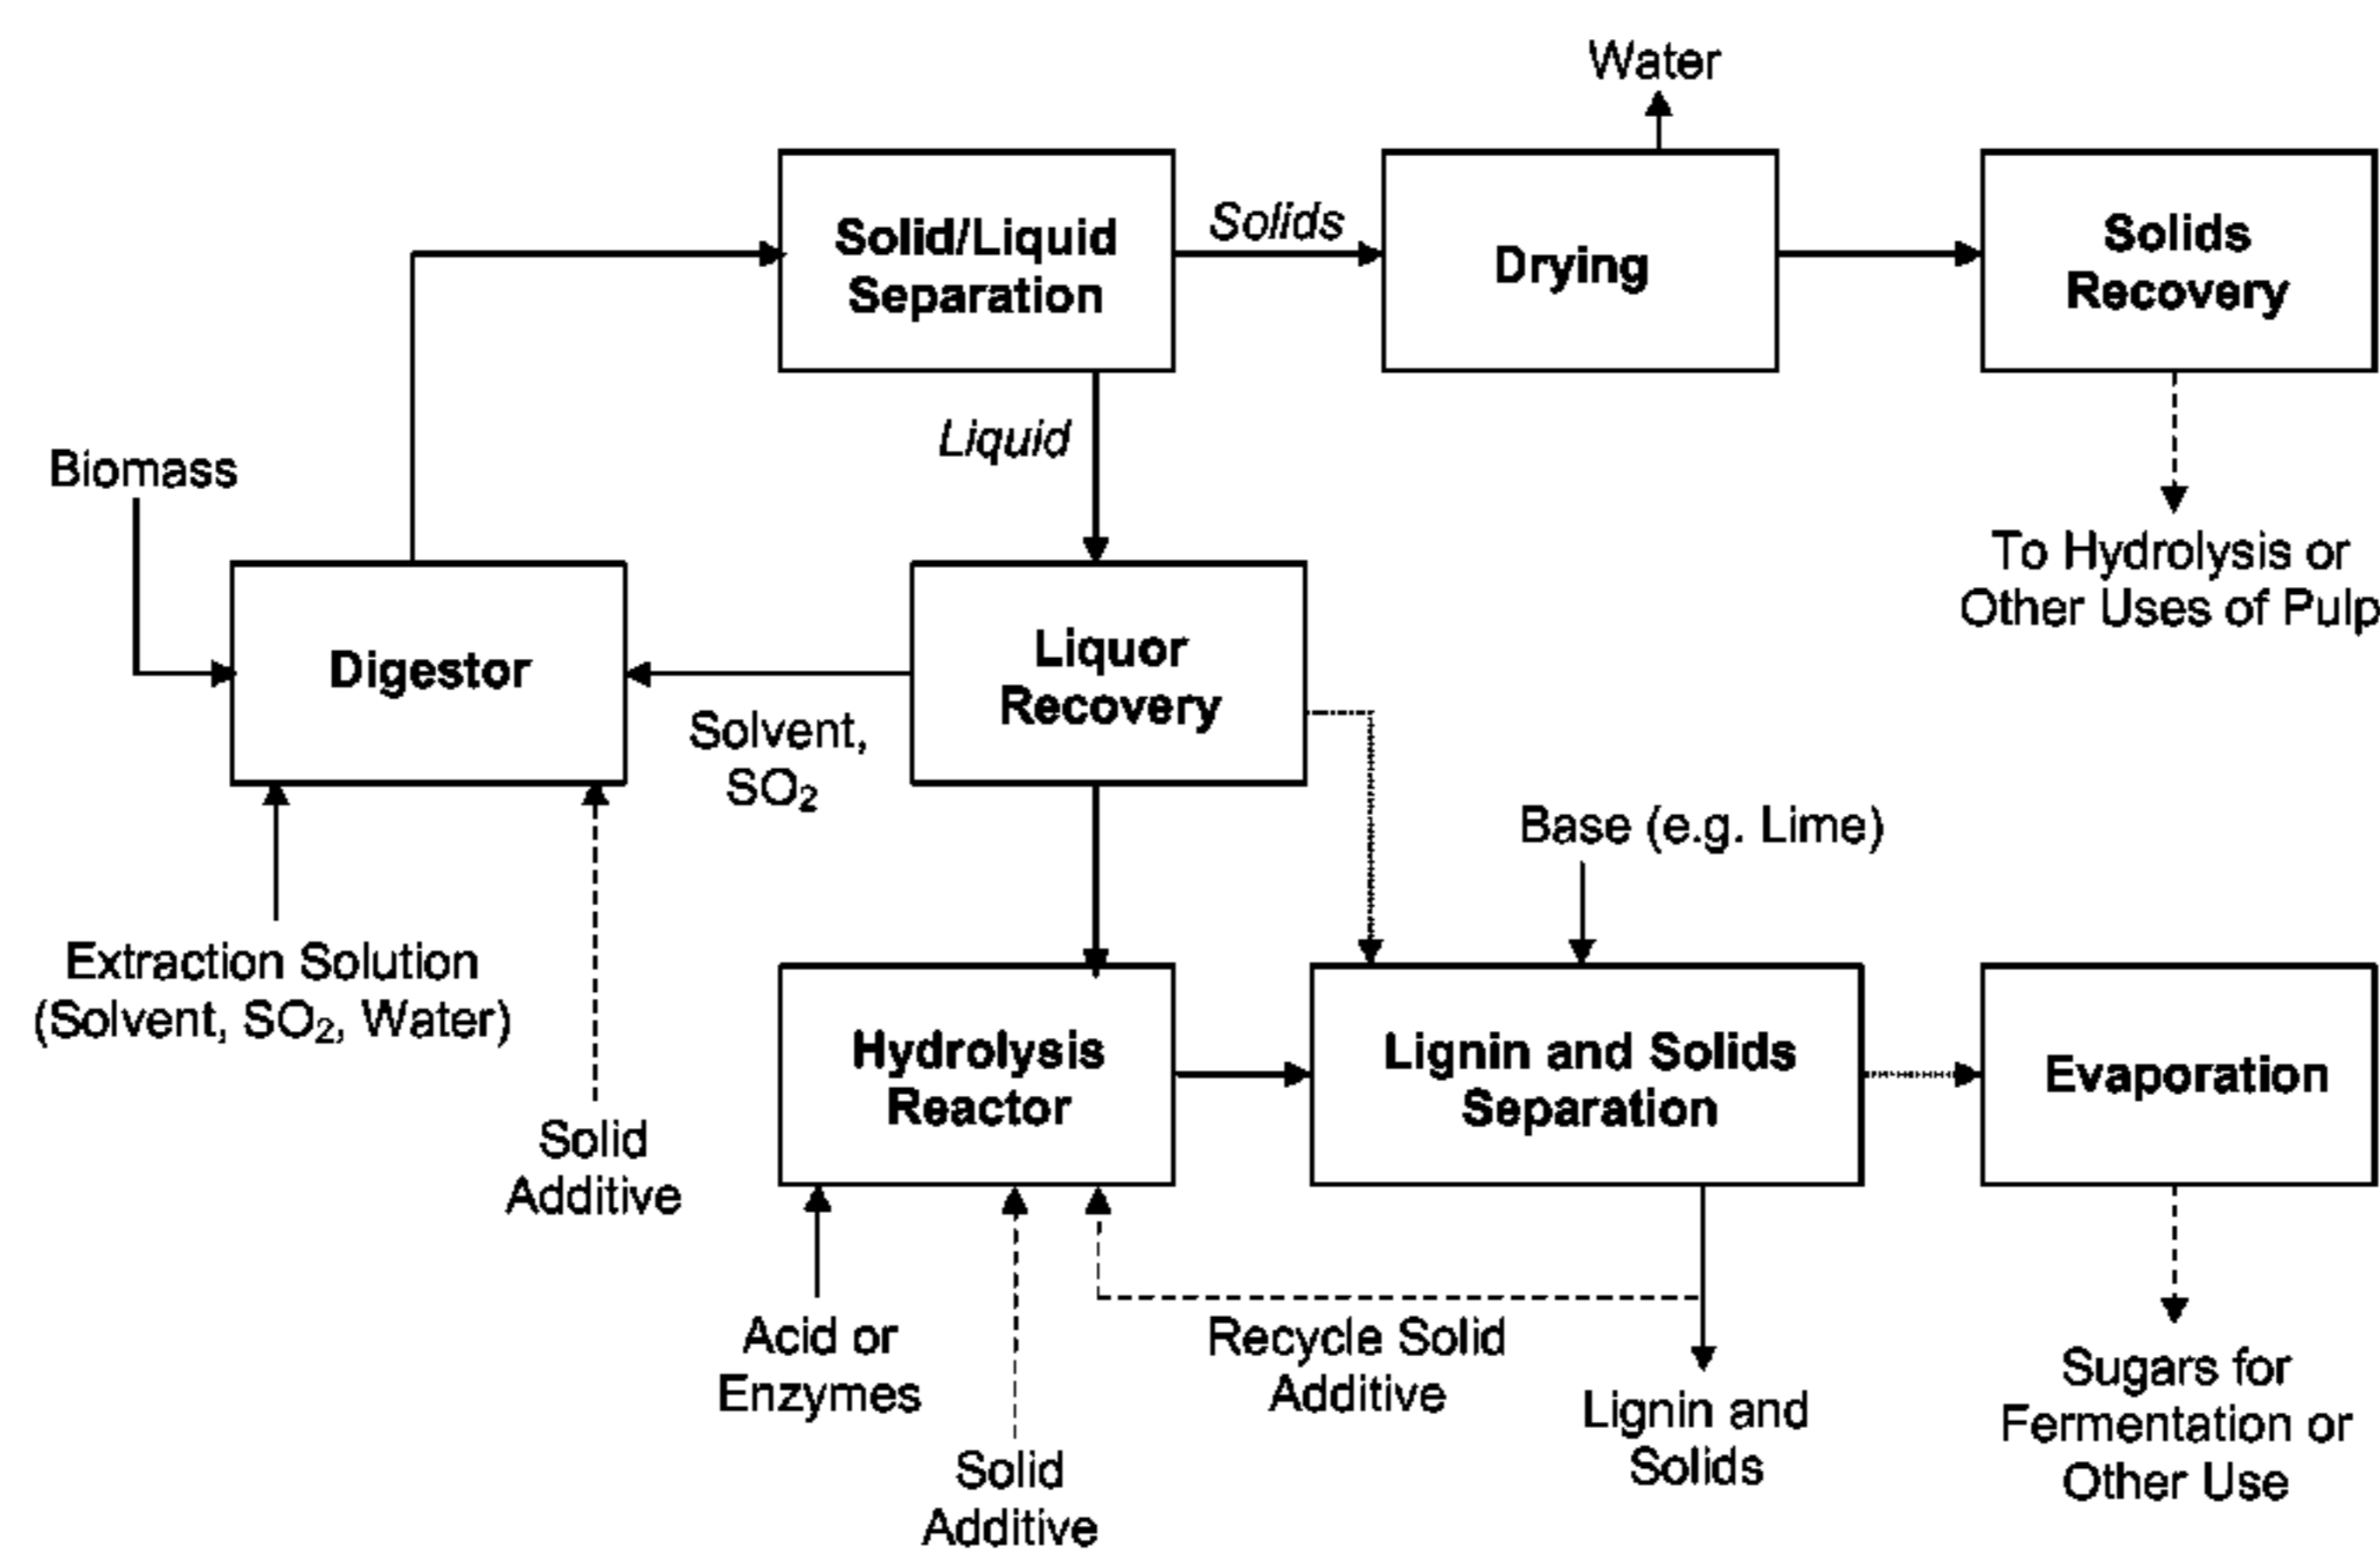 Water
Solid/Liquid
Separation
Solids
Drying
Solids
Recovery
Liquid
Biomass
To Hydrolysis or
Other Uses of Pulp
Digestor
Liquor
Recovery
Solvent,
SO₂
Base (e.g. Lime)
Extraction Solution
(Solvent, SO₂, Water)
Hydrolysis
Reactor
Lignin and Solids
Separation
Evaporation
Solid
Additive
Acid or
Enzymes
Recycle Solid
Additive
Lignin and
Solids
Sugars for
Fermentation or
Other Use
Solid
Additive